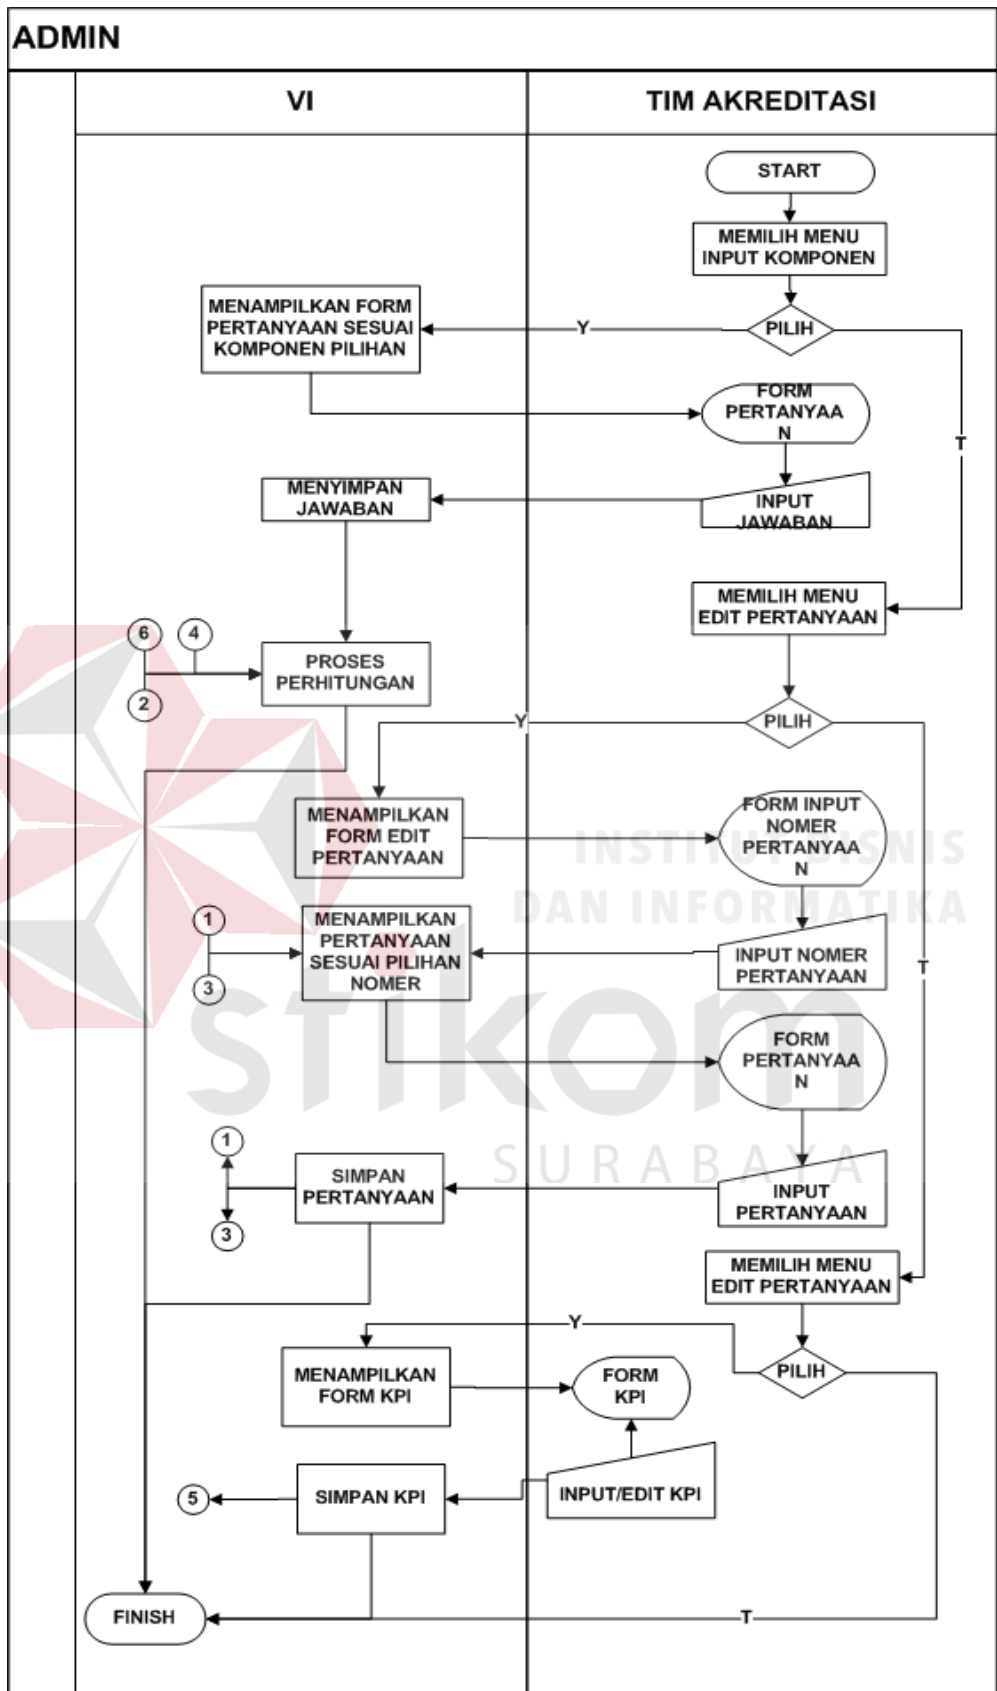 ADMIN
VI
TIM AKREDITASI
START
MEMILIH MENU
INPUT KOMPONEN
MENAMPILKAN FORM
PERTANYAAN SESUAI
KOMPONEN PILIHAN
Y
PILIH
FORM
PERTANYAA
N
T
MENYIMPAN
JAWABAN
INPUT
JAWABAN
MEMILIH MENU
EDIT PERTANYAAN
6
4
2
PROSES
PERHITUNGAN
Y
PILIH
MENAMPILKAN
FORM EDIT
PERTANYAAN
FORM INPUT
NOMER
PERTANYAA
N
INSTITUT BISNIS
DAN INFORMATIKA
1
3
MENAMPILKAN
PERTANYAAN
SESUAI PILIHAN
NOMER
INPUT NOMER
PERTANYAAN
T
stikom
SURABAYA
FORM
PERTANYAA
N
1
3
SIMPAN
PERTANYAAN
INPUT
PERTANYAAN
MEMILIH MENU
EDIT PERTANYAAN
Y
PILIH
MENAMPILKAN
FORM KPI
FORM
KPI
5
SIMPAN KPI
INPUT/EDIT KPI
FINISH
T